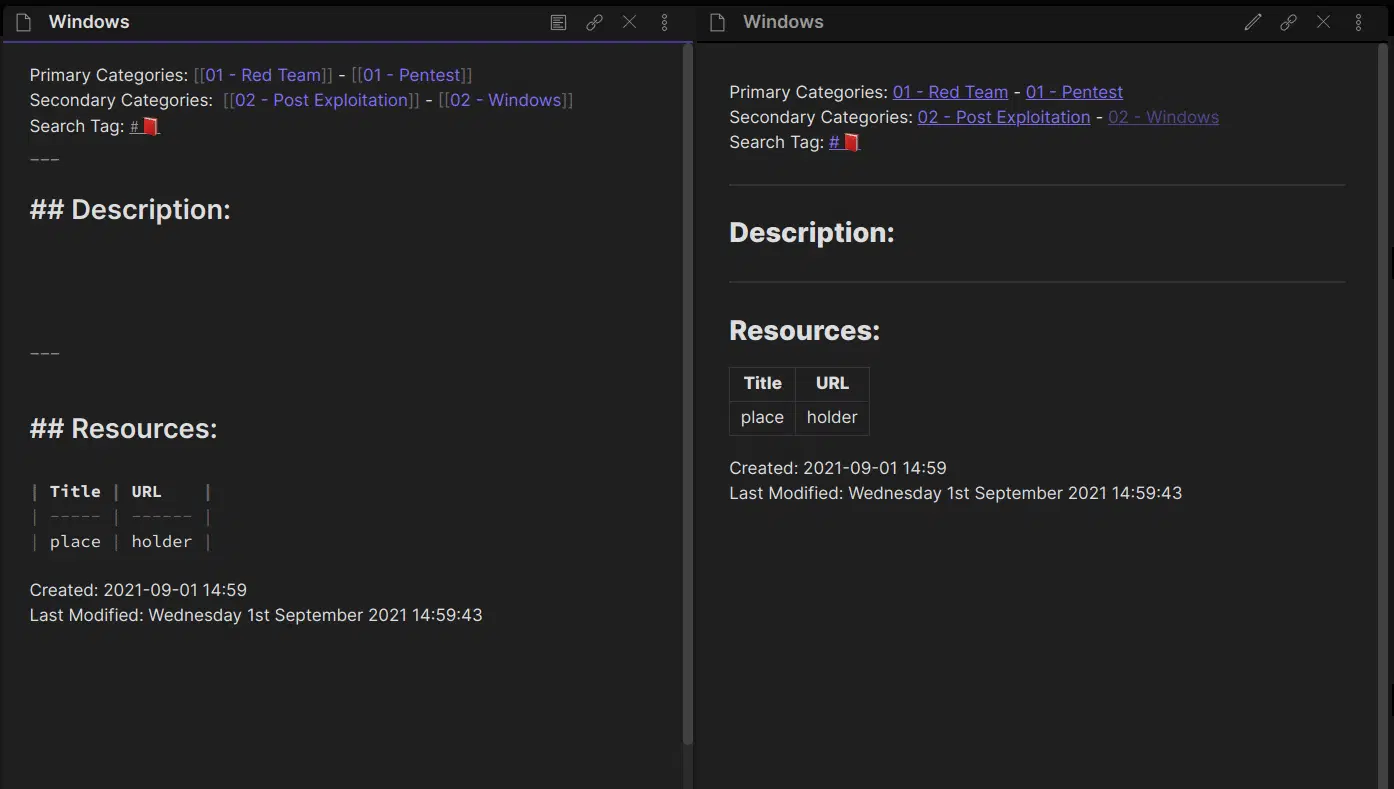 Windows
Primary Categories: [[01 - Red Team]] - [[01 - Pentest]]
Secondary Categories: [[02 - Post Exploitation]] - [[02 - Windows]]
Search Tag: #📕
---
## Description:
---
## Resources:
| Title | URL |
| ----- | ------ |
| place | holder |
Created: 2021-09-01 14:59
Last Modified: Wednesday 1st September 2021 14:59:43
Windows
Primary Categories: 01 - Red Team - 01 - Pentest
Secondary Categories: 02 - Post Exploitation - 02 - Windows
Search Tag: #📕
Description:
Resources:
Title URL
place holder
Created: 2021-09-01 14:59
Last Modified: Wednesday 1st September 2021 14:59:43